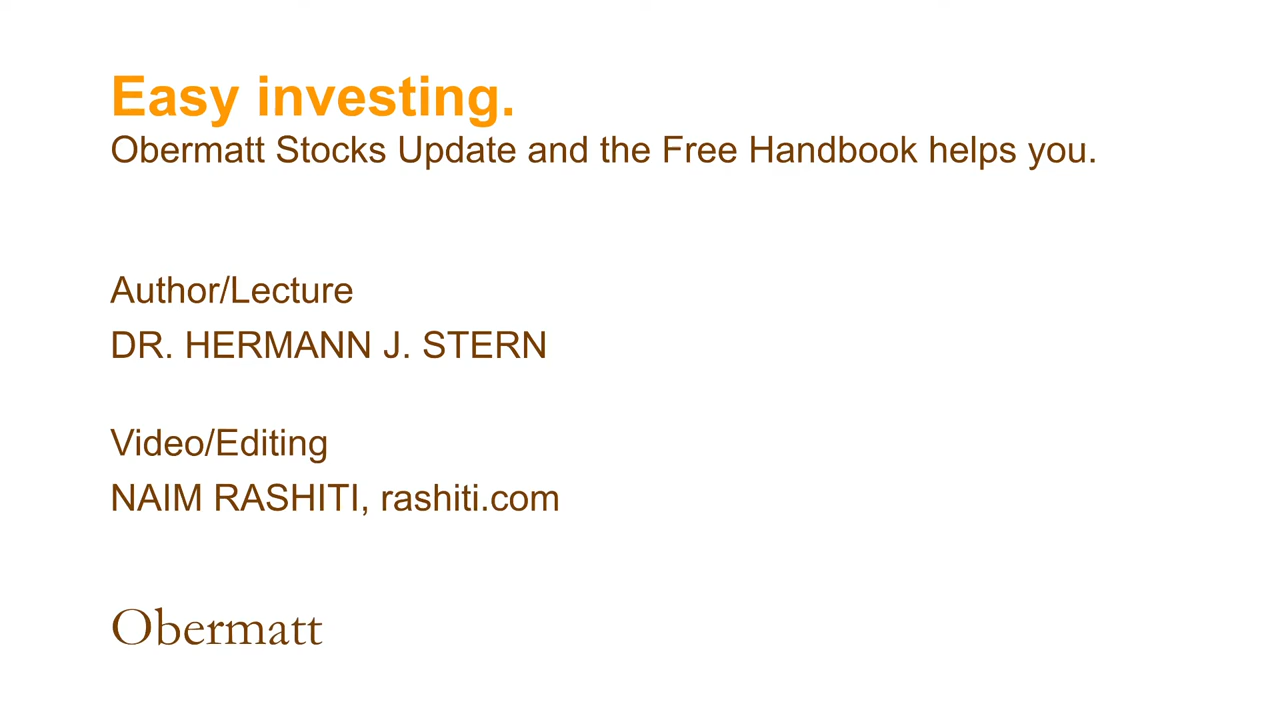 Easy investing.
Obermatt Stocks Update and the Free Handbook helps you.
Author/Lecture
DR. HERMANN J. STERN
Video/Editing
NAIM RASHITI, rashiti.com
Obermatt